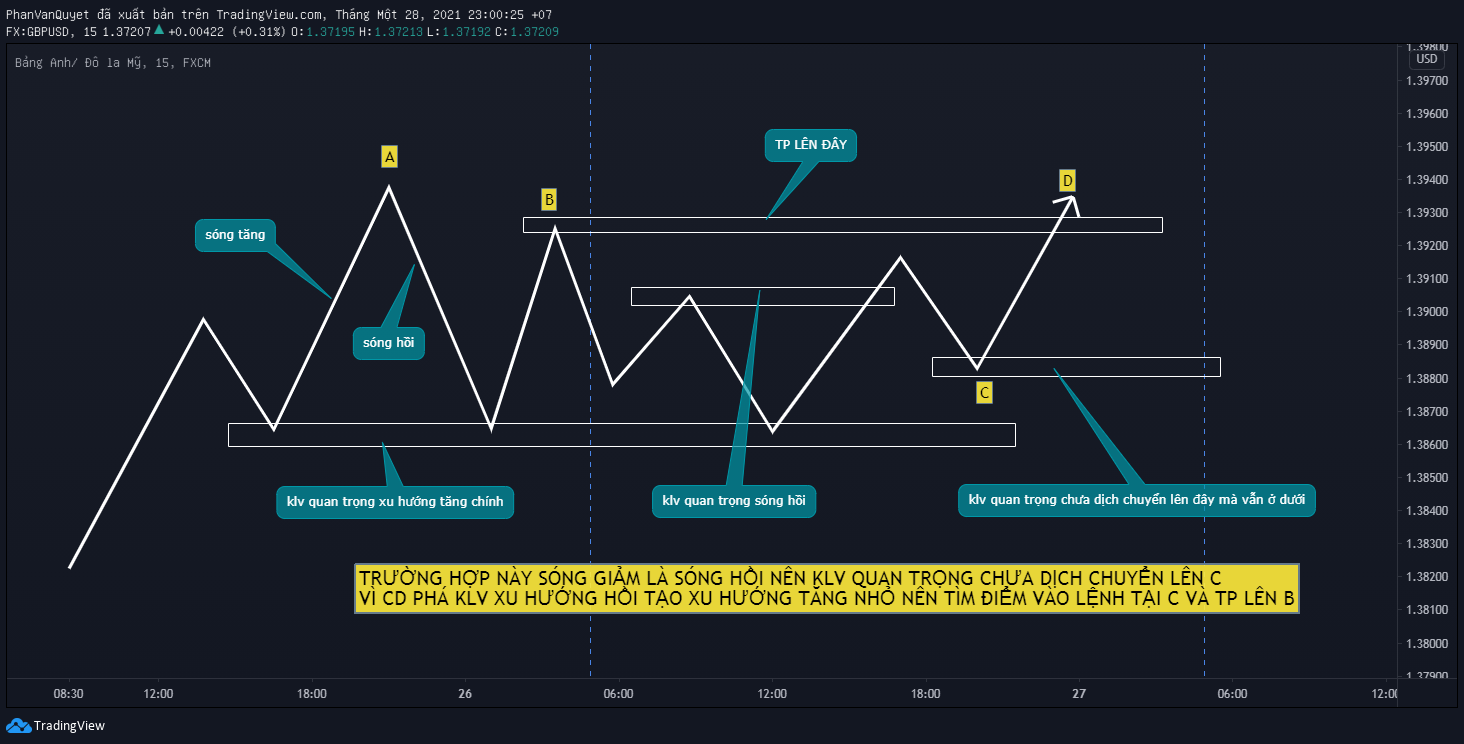 PhanVanQuyet đã xuất bản trên TradingView.com, Tháng Một 28, 2021 23:00:25 +07
FX:GBPUSD, 15 1.37207 ▲ +0.00422 (+0.31%) O:1.37195 H:1.37213 L:1.37192 C:1.37209
Bảng Anh/ Đô la Mỹ, 15, FXCM
1.39800
USD
1.39700
1.39600
1.39500
1.39400
1.39300
1.39200
1.39100
1.39000
1.38900
1.38800
1.38700
1.38600
1.38500
1.38400
1.38300
1.38200
1.38100
1.38000
1.37900
TP LÊN ĐÂY
A
D
B
sóng tăng
sóng hồi
C
klv quan trọng xu hướng tăng chính
klv quan trọng sóng hồi
klv quan trọng chưa dịch chuyển lên đây mà vẫn ở dưới
TRƯỜNG HỢP NÀY SÓNG GIẢM LÀ SÓNG HỒI NÊN KLV QUAN TRỌNG CHƯA DỊCH CHUYỂN LÊN C
VÌ CD PHÁ KLV XU HƯỚNG HỒI TẠO XU HƯỚNG TĂNG NHỎ NÊN TÌM ĐIỂM VÀO LỆNH TẠI C VÀ TP LÊN B
08:30 12:00 18:00 26 06:00 12:00 18:00 27 06:00 12:00
TradingView